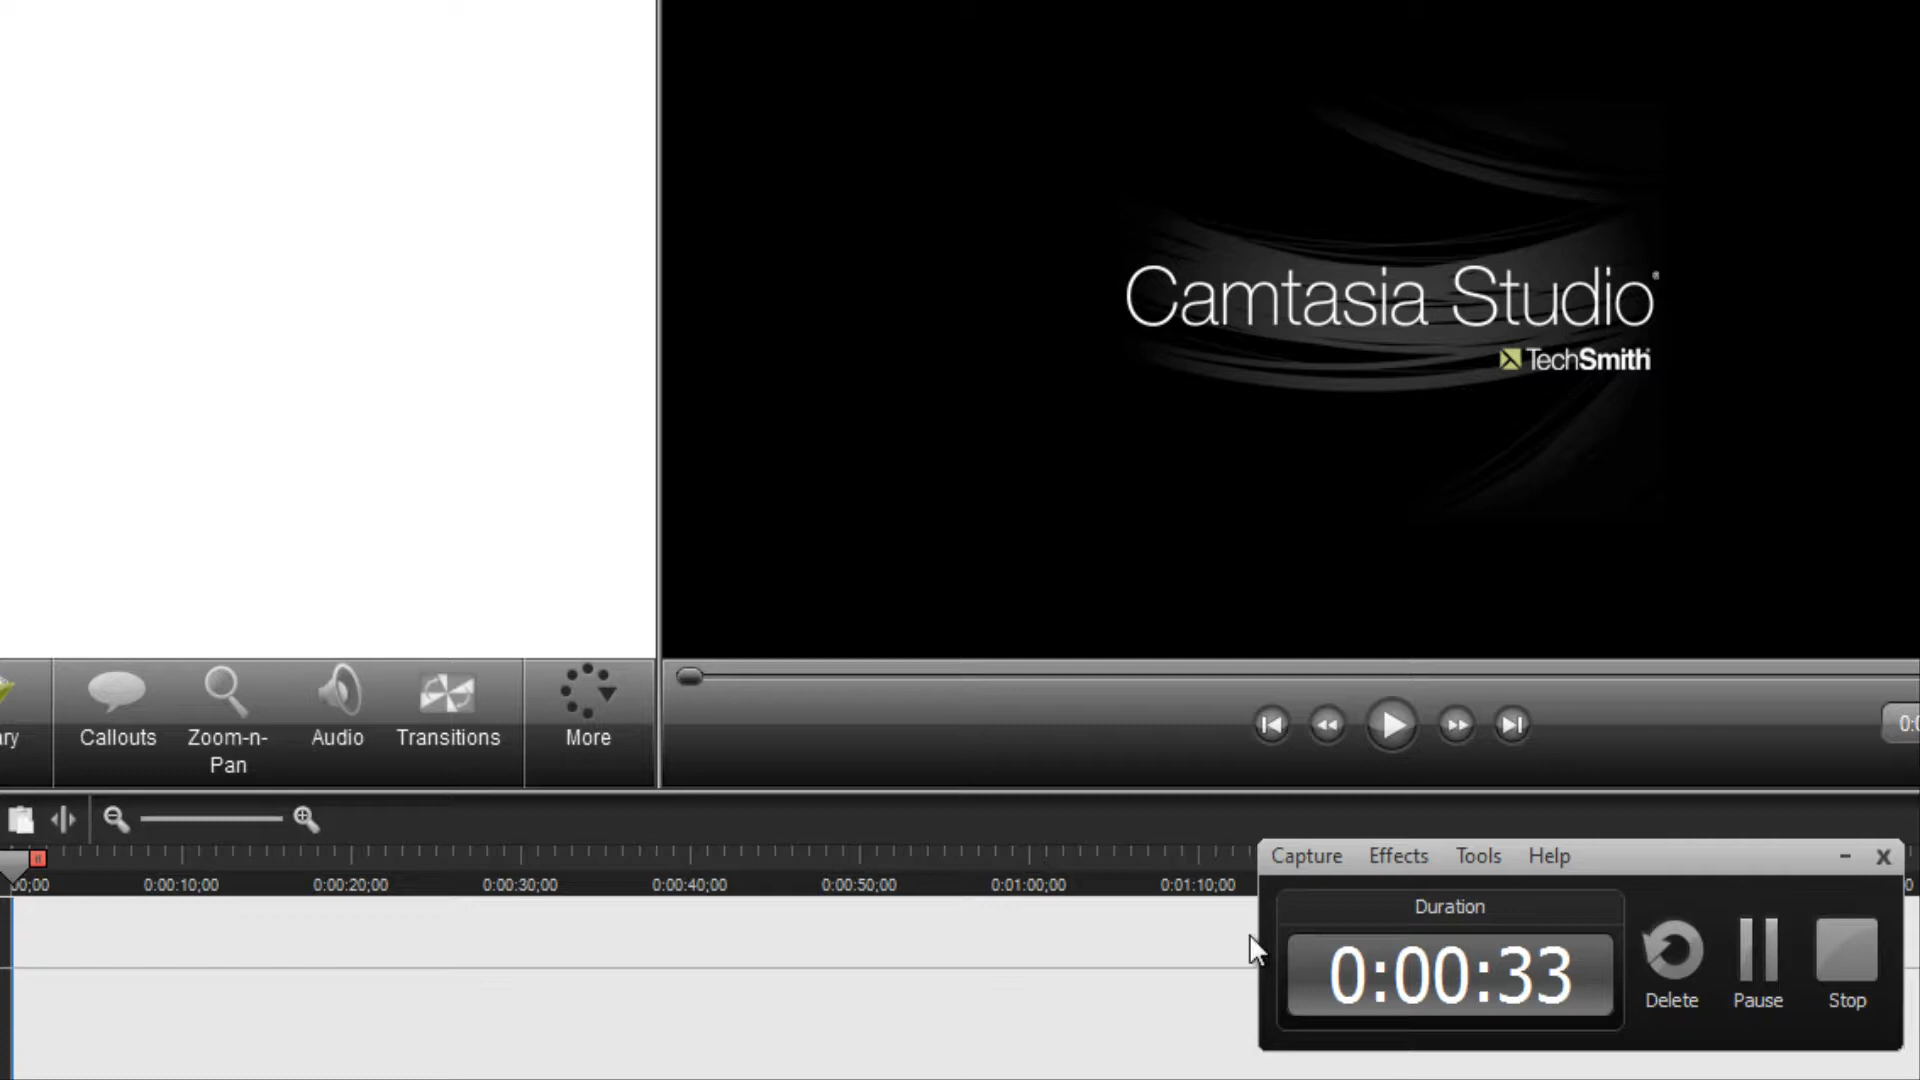 Camtasia Studio®
TechSmith
Callouts
Zoom-n-
Pan
Audio
Transitions
More
0:00:10;00
0:00:20;00
0:00:30;00
0:00:40;00
0:00:50;00
0:01:00;00
0:01:10;00
Capture Effects Tools Help
Duration
0:00:33
Delete
Pause
Stop